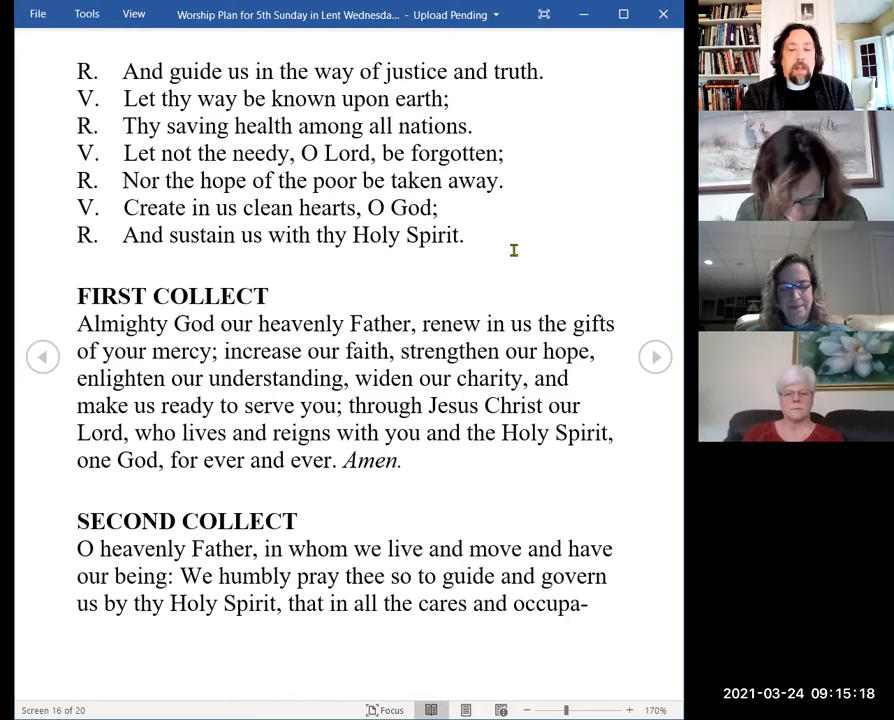 File Tools View Worship Plan for 5th Sunday in Lent Wednesda... - Upload Pending
R. And guide us in the way of justice and truth.
V. Let thy way be known upon earth;
R. Thy saving health among all nations.
V. Let not the needy, O Lord, be forgotten;
R. Nor the hope of the poor be taken away.
V. Create in us clean hearts, O God;
R. And sustain us with thy Holy Spirit.
FIRST COLLECT
Almighty God our heavenly Father, renew in us the gifts
of your mercy; increase our faith, strengthen our hope,
enlighten our understanding, widen our charity, and
make us ready to serve you; through Jesus Christ our
Lord, who lives and reigns with you and the Holy Spirit,
one God, for ever and ever. Amen.
SECOND COLLECT
O heavenly Father, in whom we live and move and have
our being: We humbly pray thee so to guide and govern
us by thy Holy Spirit, that in all the cares and occupa-
2021-03-24 09:15:18
Screen 16 of 20 Focus 170%